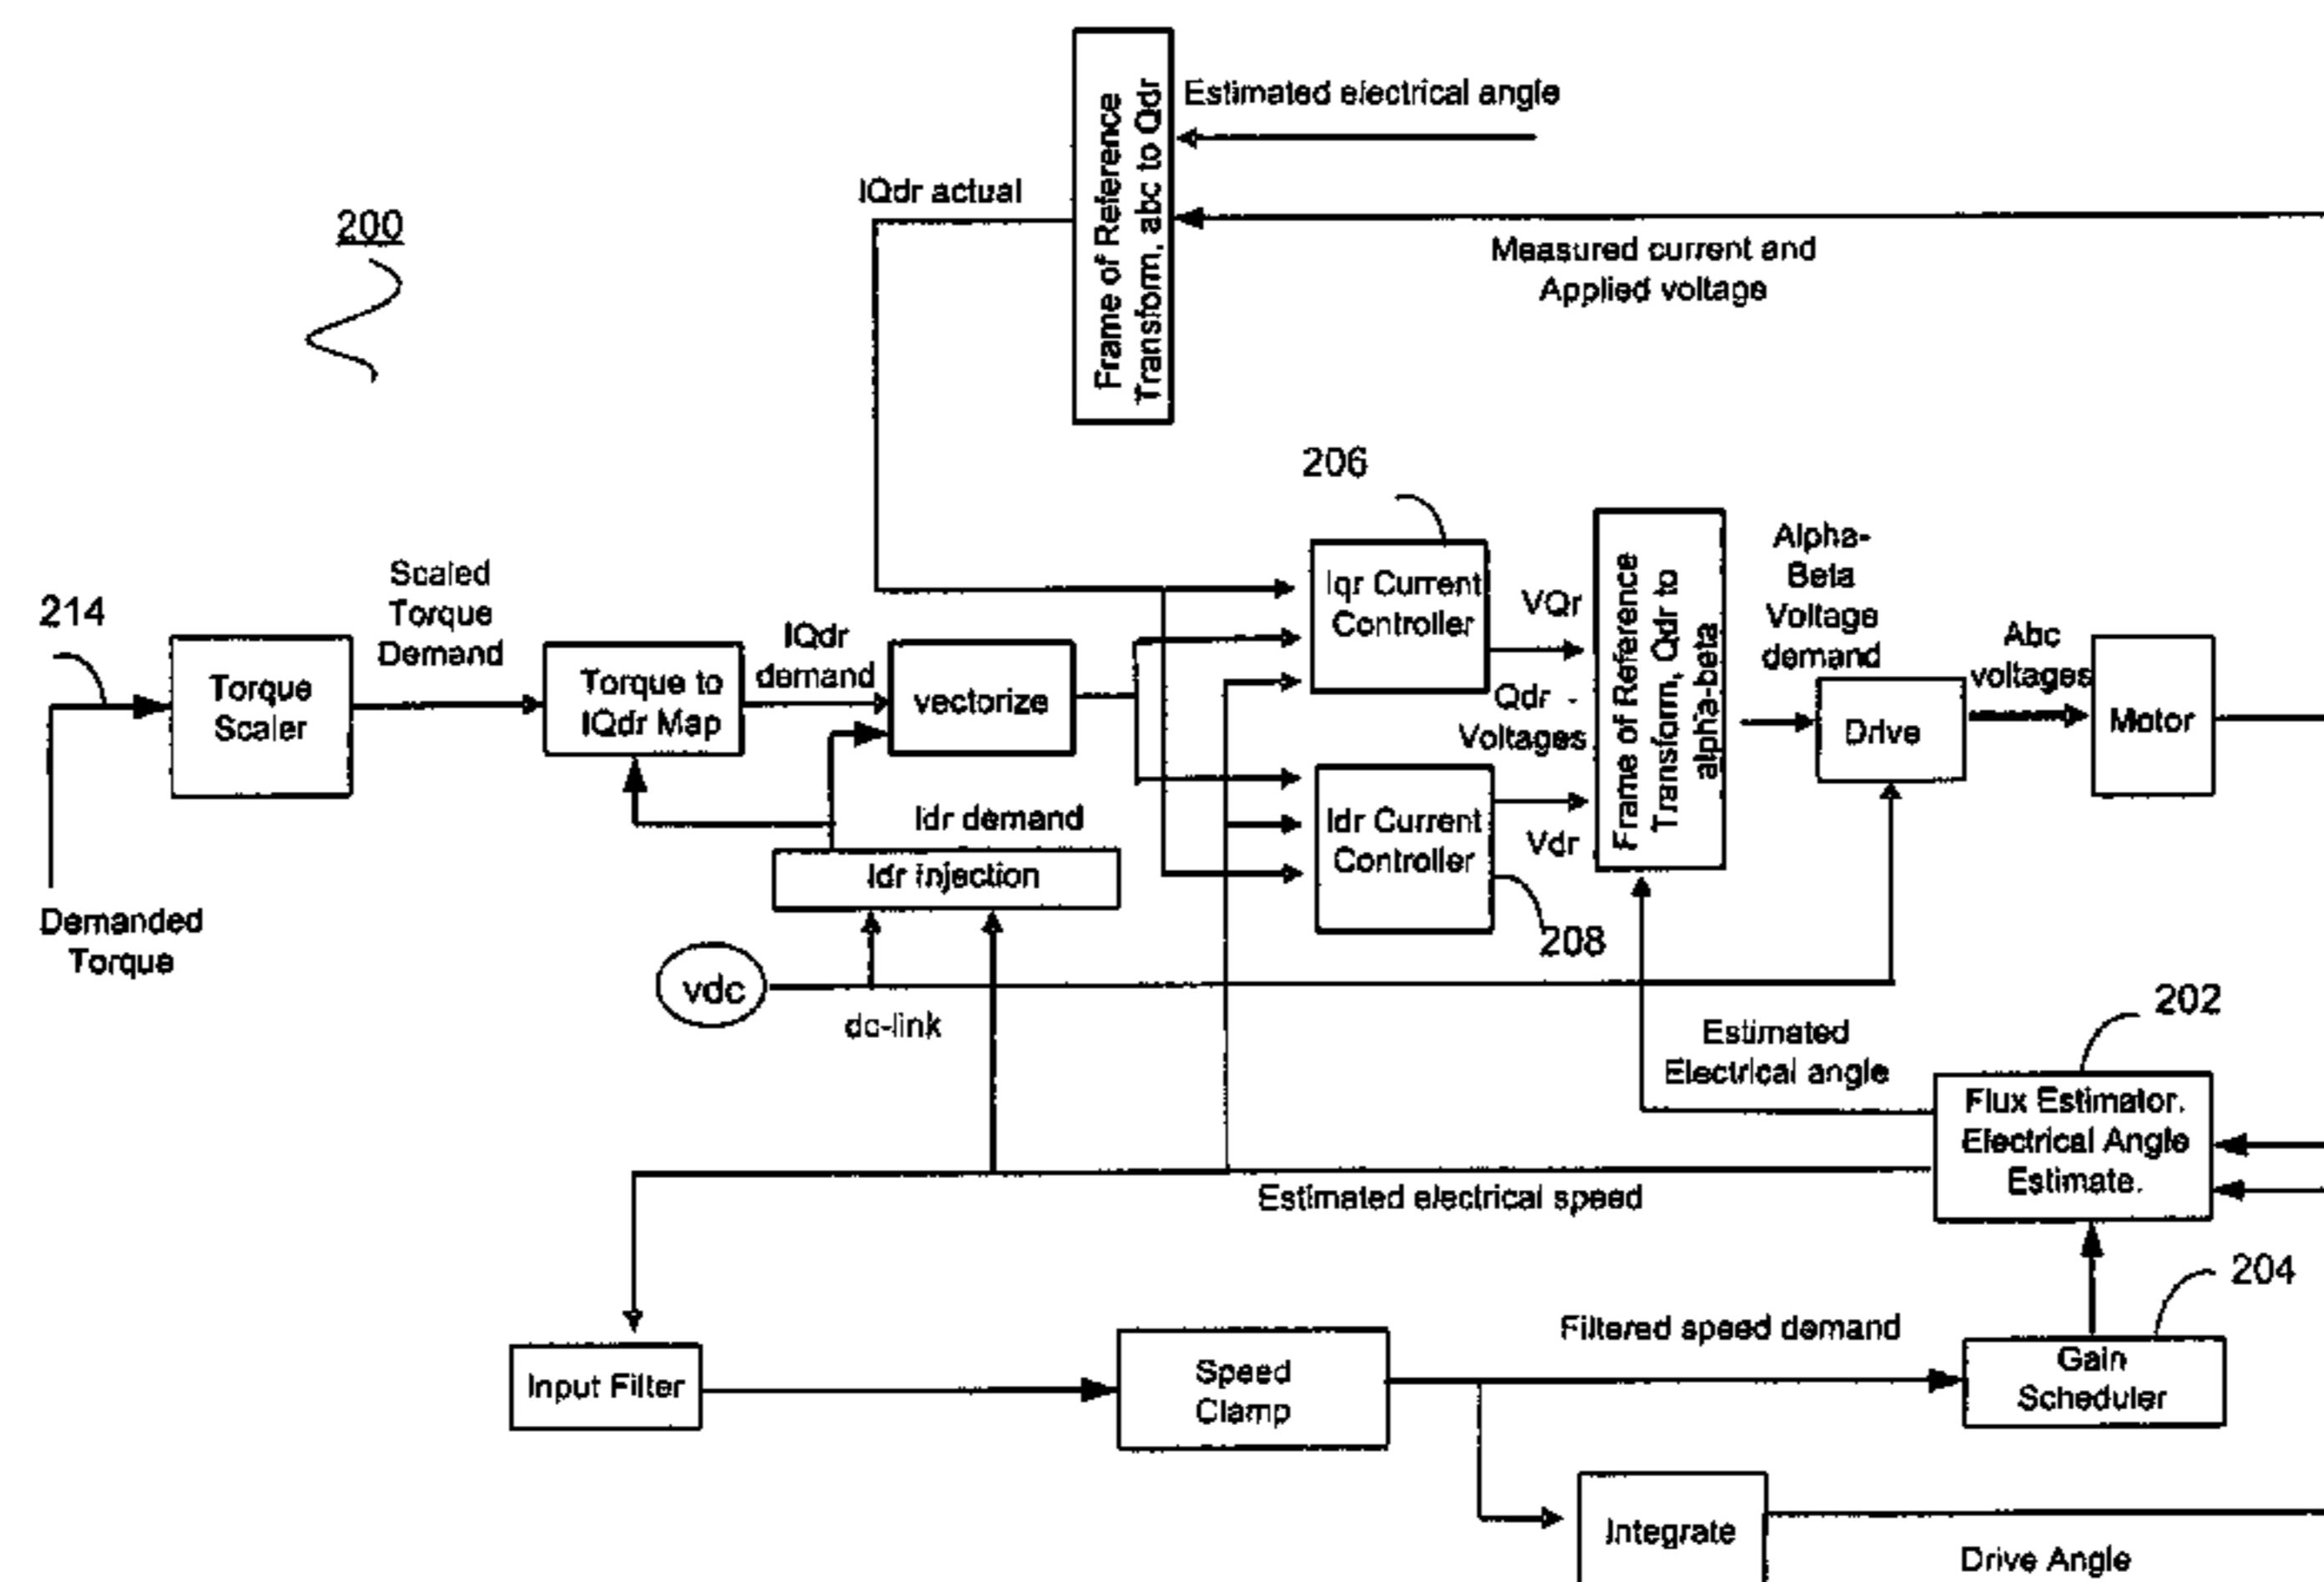 Estimated electrical angle
Frame of Reference
Transform, abc to Qdr
IQdr actual
200
Measured current and
Applied voltage
206
214
Scaled
Torque
Demand
Torque
Scaler
Torque to
IQdr Map
IQdr
demand
vectorize
Iqr Current
Controller
VQr
Qdr -
Voltages
Frame of Reference
Transform, Qdr to
alpha-beta
Alpha-
Beta
Voltage
demand
Drive
Abc
voltages
Motor
Idr demand
Idr Current
Controller
Vdr
208
Idr injection
Demanded
Torque
vdc
dc-link
Estimated
Electrical angle
202
Flux Estimator.
Electrical Angle
Estimate.
Estimated electrical speed
204
Input Filter
Speed
Clamp
Filtered speed demand
Gain
Scheduler
Integrate
Drive Angle